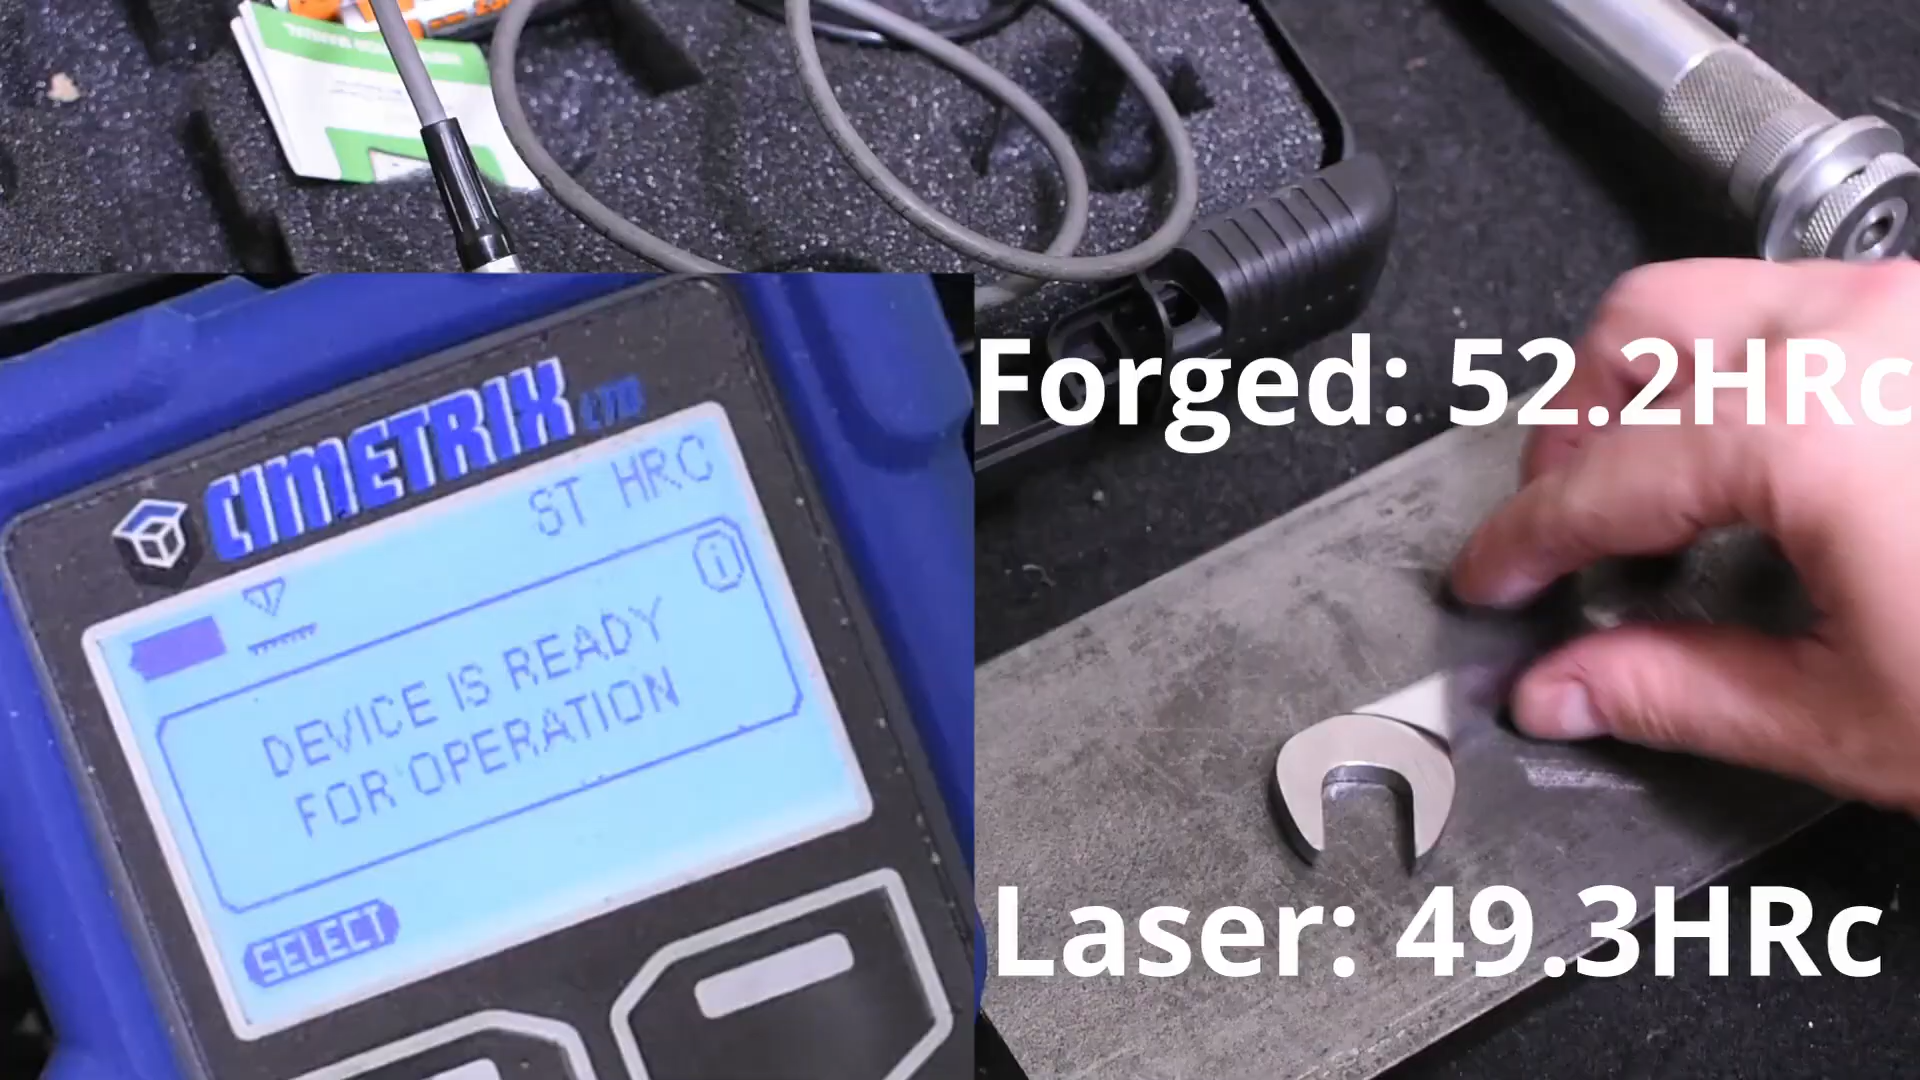 CIMETRIX LTD
ST HRC
i
DEVICE IS READY
FOR OPERATION
SELECT
Forged: 52.2HRc
Laser: 49.3HRc